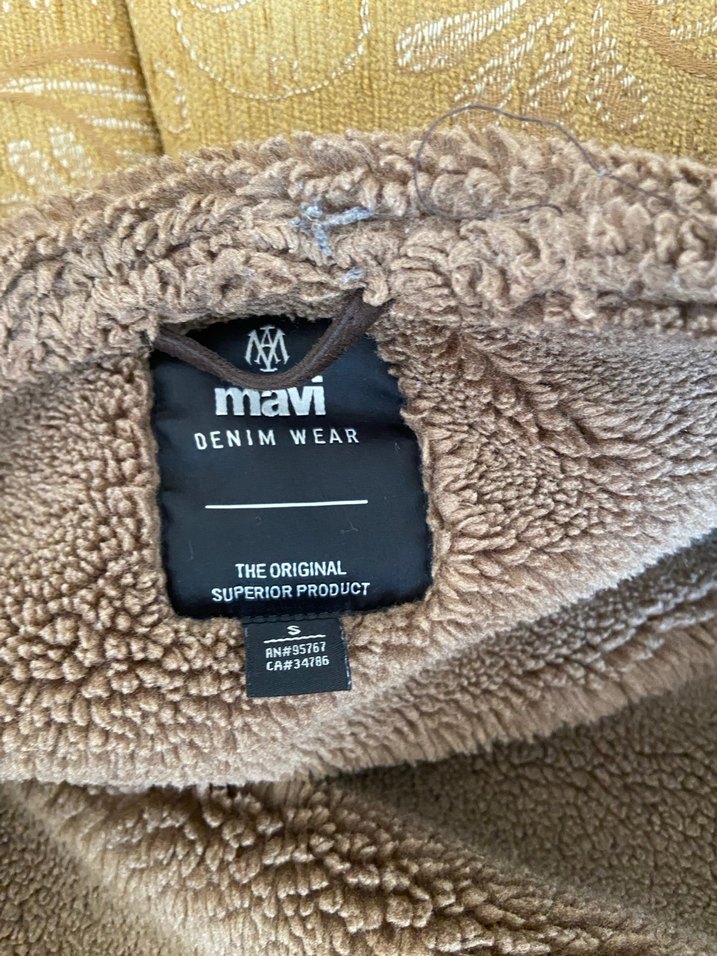 mavi
DENIM WEAR
THE ORIGINAL
SUPERIOR PRODUCT
S
RN#95767
CA#34786